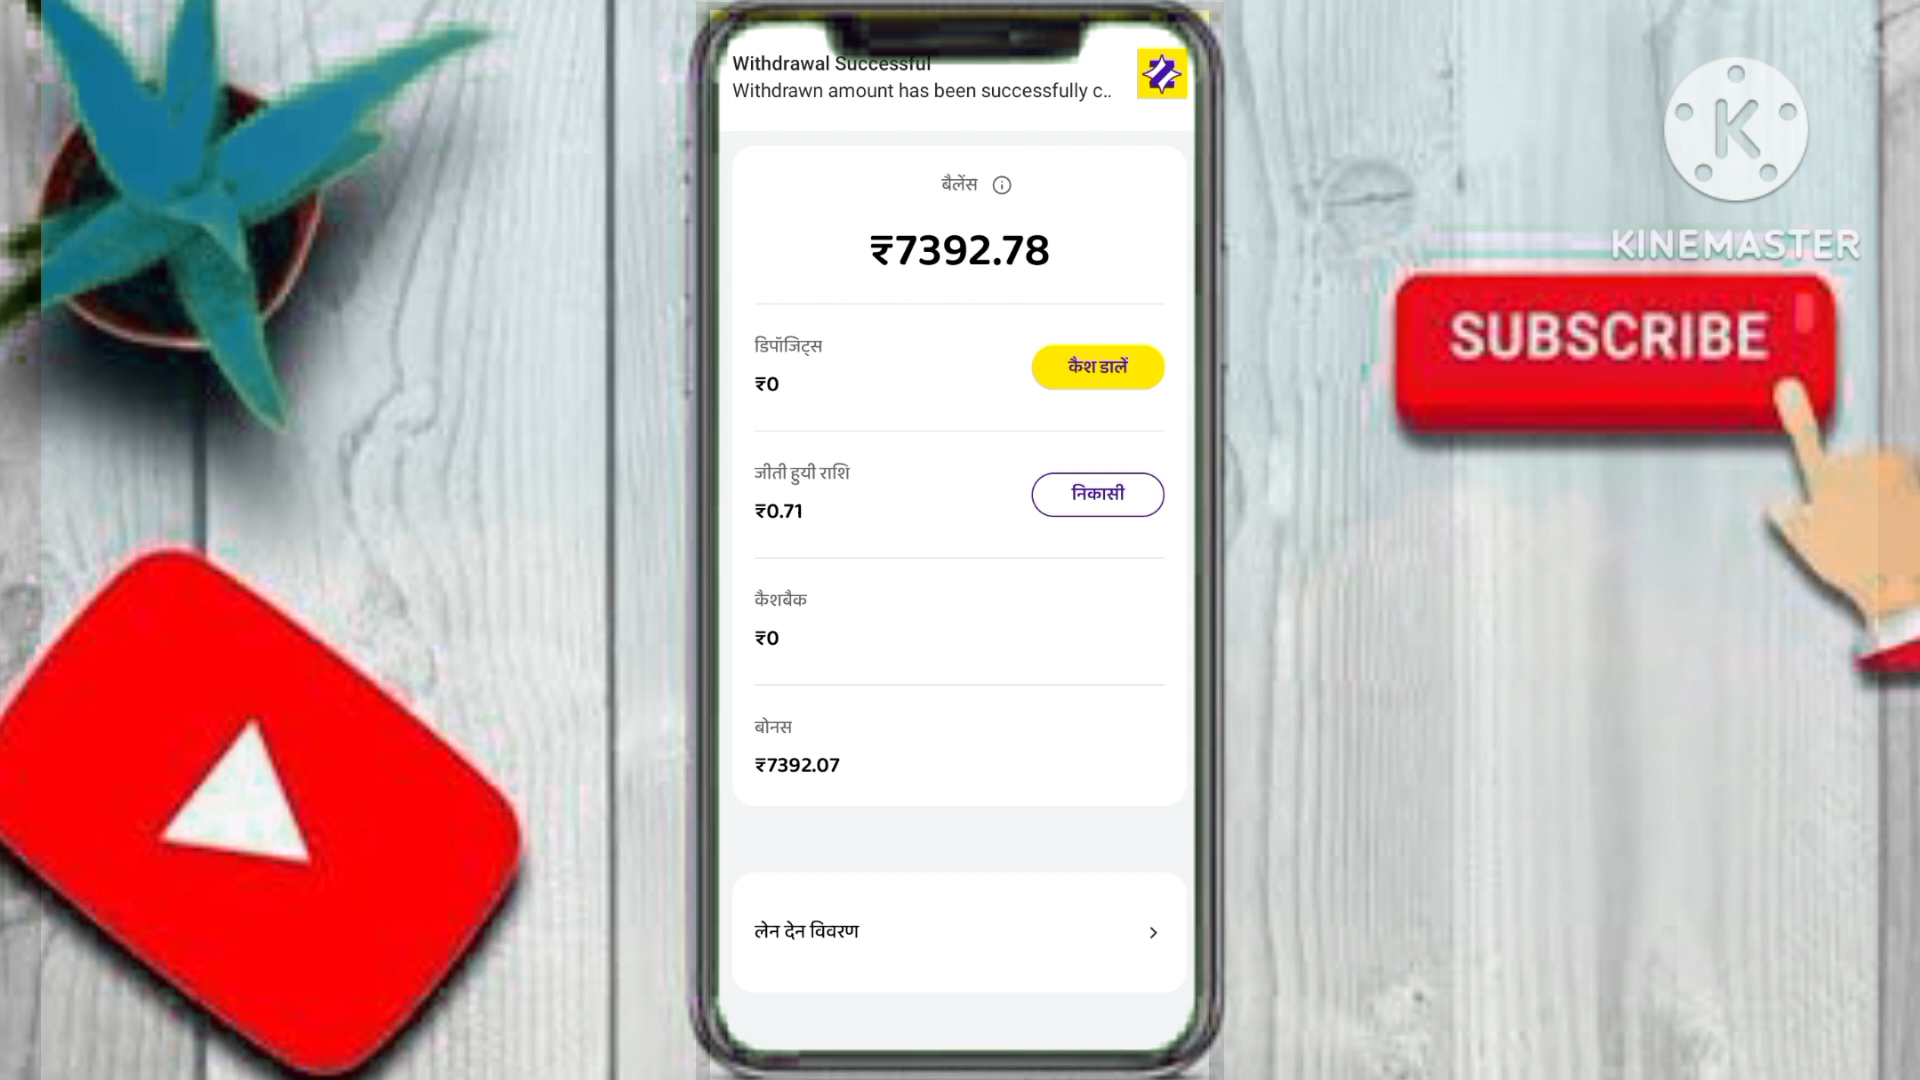 Withdrawal Successful
Withdrawn amount has been successfully c..
बैलेंस
₹7392.78
डिपॉजिट्स
₹0
कैश डालें
जीती हुयी राशि
₹0.71
निकासी
कैशबैक
₹0
बोनस
₹7392.07
लेन देन विवरण
K
KINEMASTER
SUBSCRIBE